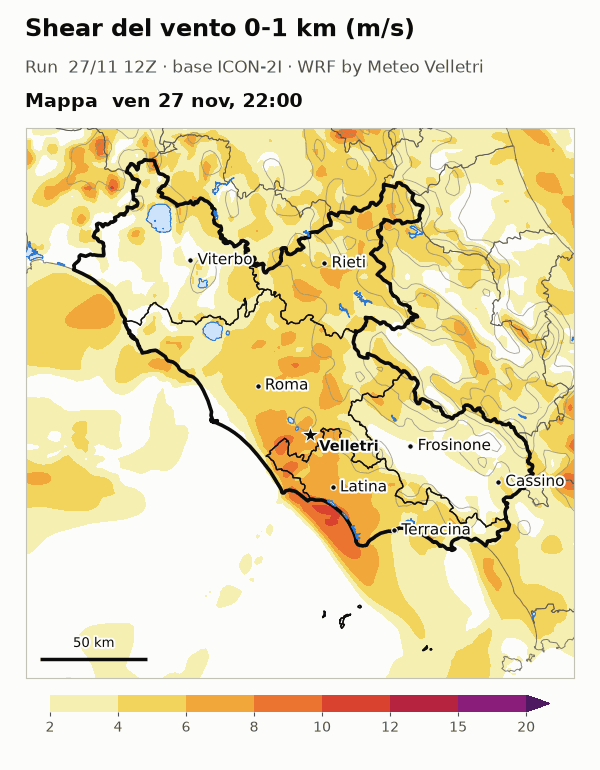 Shear del vento 0-1 km (m/s)
Run  27/11 12Z · base ICON-2I · WRF by Meteo Velletri
Mappa  ven 27 nov, 22:00
Viterbo
Rieti
Roma
Velletri
Frosinone
Latina
Cassino
Terracina
50 km
2 4 6 8 10 12 15 20